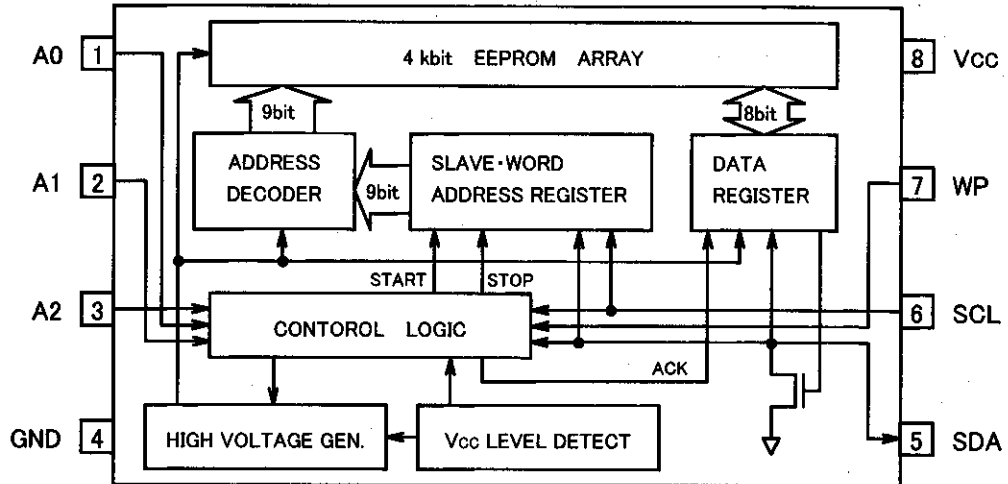 A0 1
4 kbit EEPROM ARRAY
8 Vcc
9bit
8bit
A1 2
ADDRESS
DECODER
9bit
SLAVE·WORD
ADDRESS REGISTER
DATA
REGISTER
7 WP
START
STOP
A2 3
CONTOROL LOGIC
6 SCL
ACK
GND 4
HIGH VOLTAGE GEN.
Vcc LEVEL DETECT
5 SDA